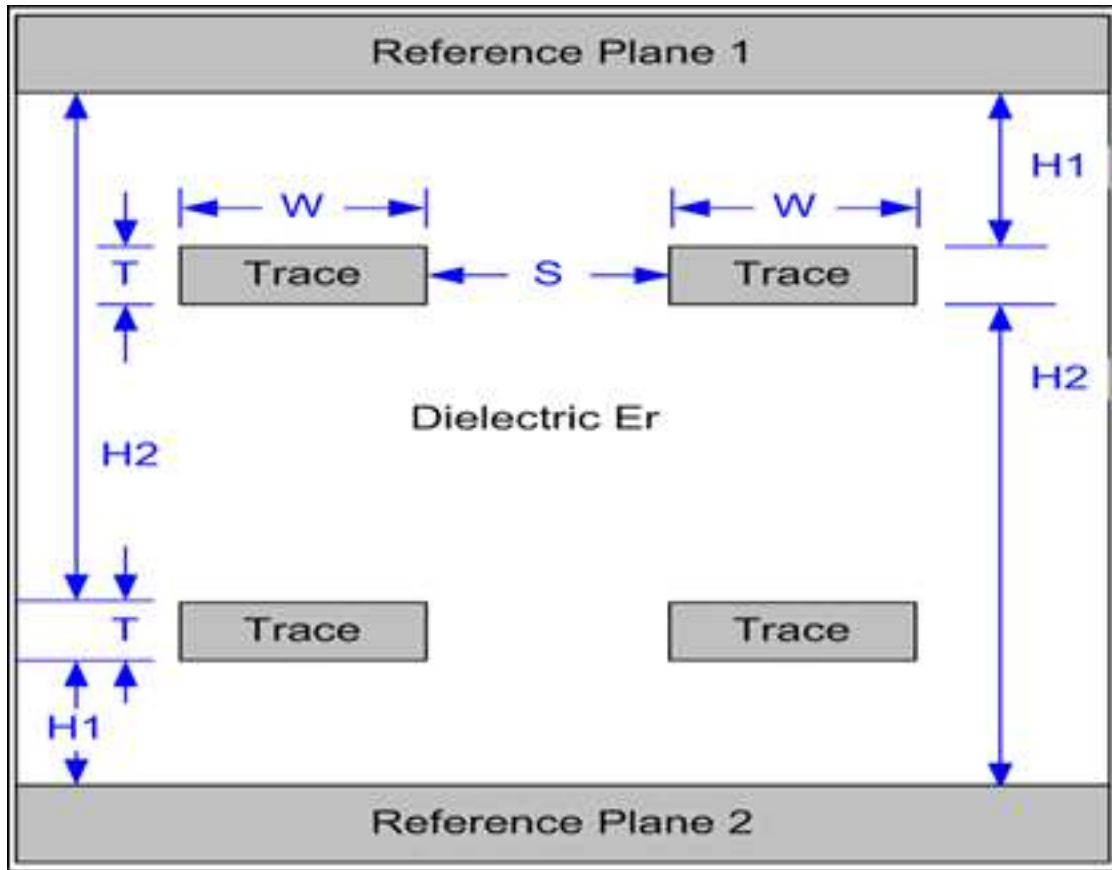 Reference Plane 1
H1
W W
T Trace S Trace
H2
Dielectric Er
H2
T Trace Trace
H1
Reference Plane 2